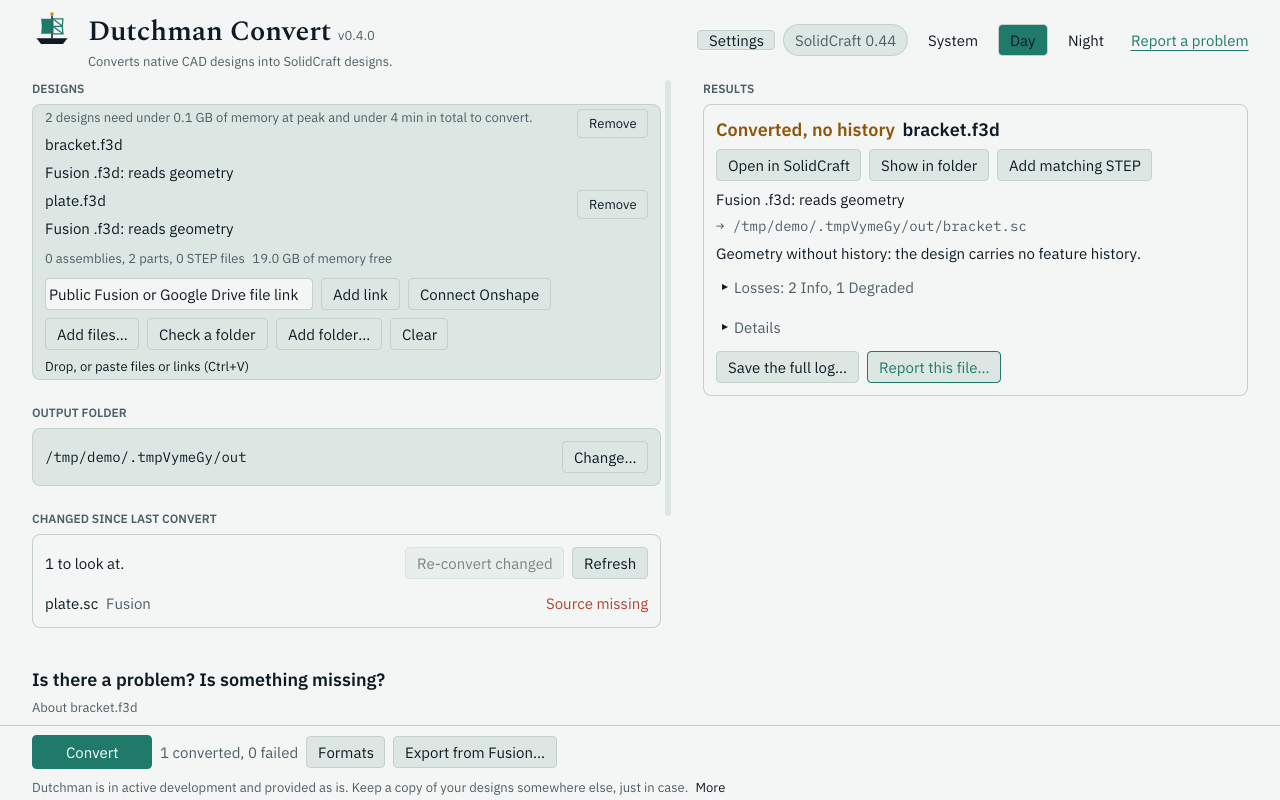 Dutchman Convert v0.4.0
Converts native CAD designs into SolidCraft designs.
Settings SolidCraft 0.44 System Day Night Report a problem
DESIGNS
2 designs need under 0.1 GB of memory at peak and under 4 min in total to convert.
bracket.f3d Remove
Fusion .f3d: reads geometry
plate.f3d Remove
Fusion .f3d: reads geometry
0 assemblies, 2 parts, 0 STEP files 19.0 GB of memory free
Public Fusion or Google Drive file link Add link Connect Onshape
Add files... Check a folder Add folder... Clear
Drop, or paste files or links (Ctrl+V)
OUTPUT FOLDER
/tmp/demo/.tmpVymeGy/out Change...
CHANGED SINCE LAST CONVERT
1 to look at. Re-convert changed Refresh
plate.sc Fusion Source missing
Is there a problem? Is something missing?
About bracket.f3d
RESULTS
Converted, no history bracket.f3d
Open in SolidCraft Show in folder Add matching STEP
Fusion .f3d: reads geometry
→ /tmp/demo/.tmpVymeGy/out/bracket.sc
Geometry without history: the design carries no feature history.
▸ Losses: 2 Info, 1 Degraded
▸ Details
Save the full log... Report this file...
Convert 1 converted, 0 failed Formats Export from Fusion...
Dutchman is in active development and provided as is. Keep a copy of your designs somewhere else, just in case. More